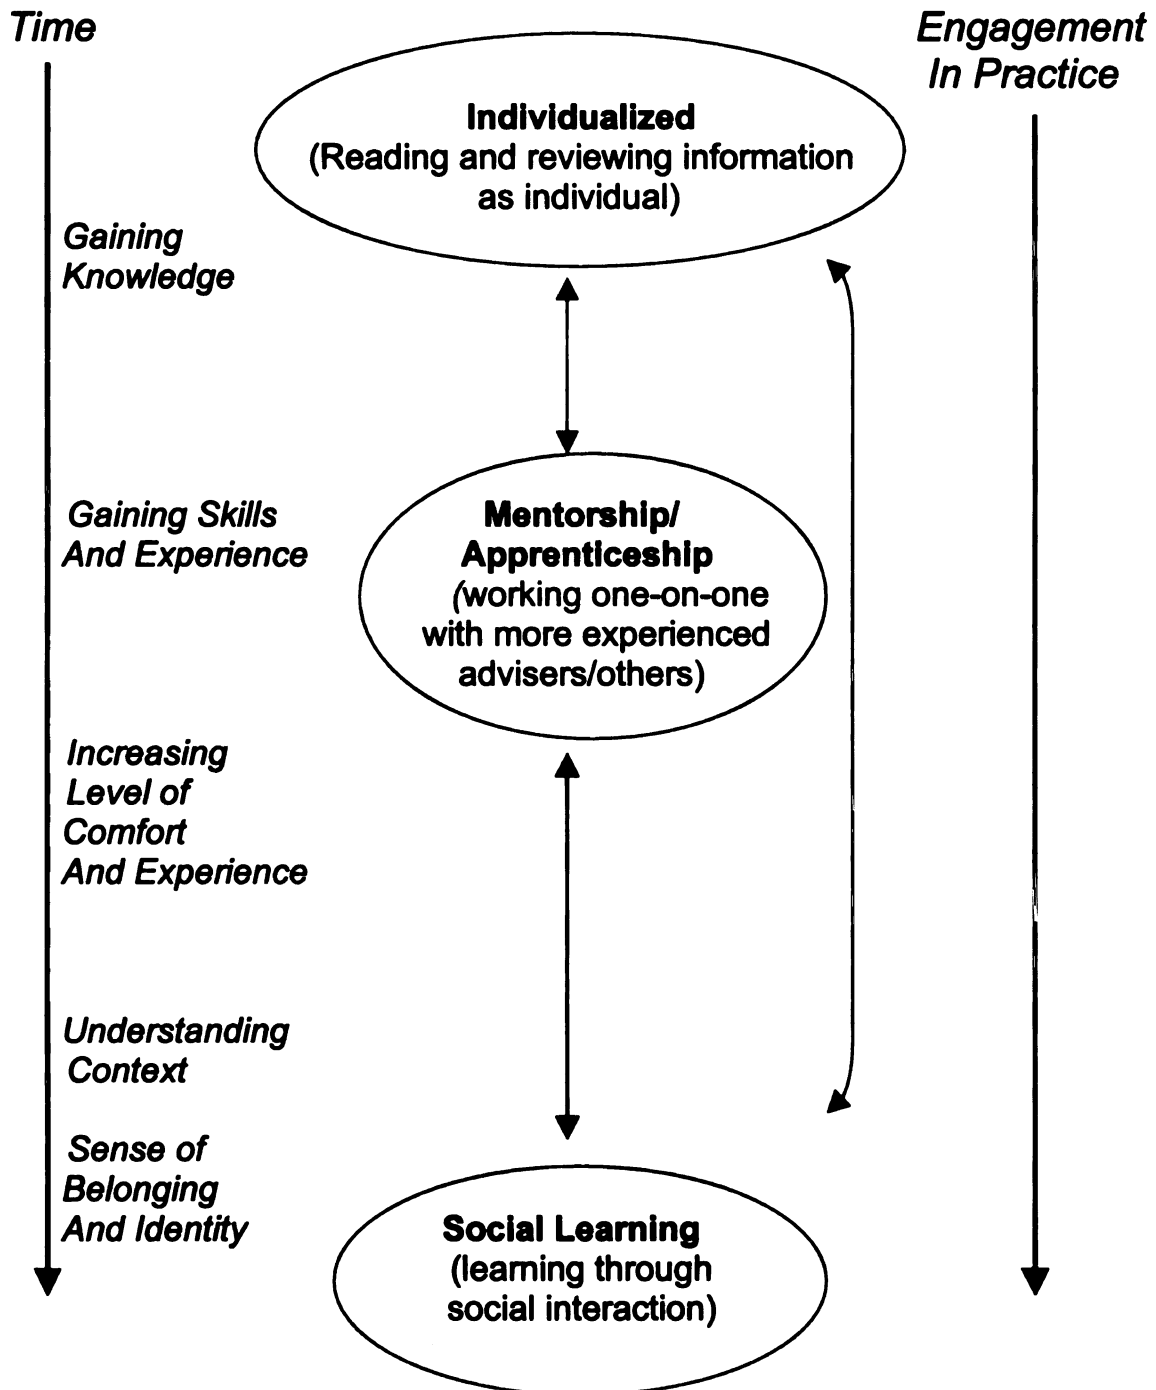 Time
Engagement
In Practice
Individualized
(Reading and reviewing information
as individual)
Gaining
Knowledge
Gaining Skills
And Experience
Mentorship/
Apprenticeship
(working one-on-one
with more experienced
advisers/others)
Increasing
Level of
Comfort
And Experience
Understanding
Context
Sense of
Belonging
And Identity
Social Learning
(learning through
social interaction)